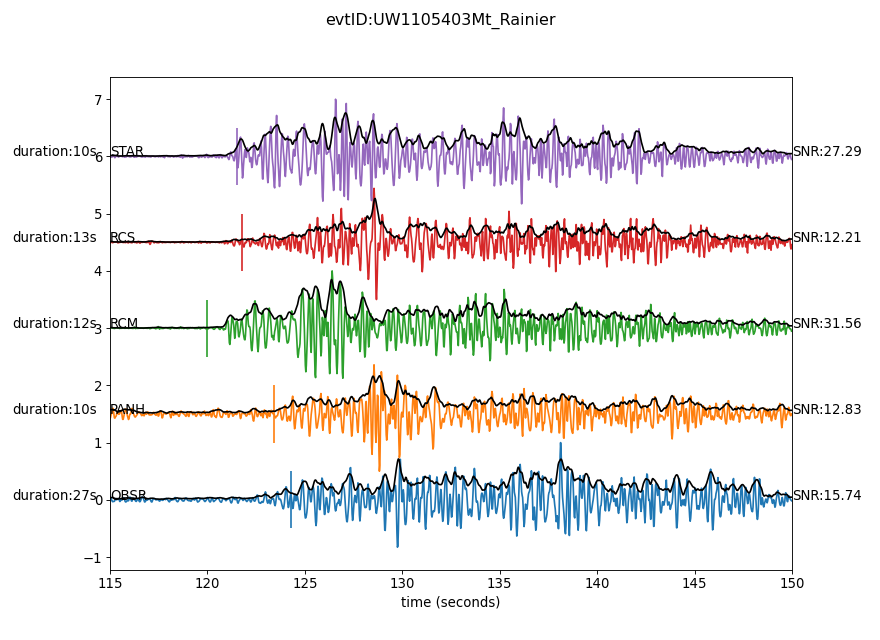 evtID:UW1105403Mt_Rainier
7
duration:10s
6
STAR
SNR:27.29
5
duration:13s
RCS
SNR:12.21
4
duration:12s
3
RCM
SNR:31.56
2
duration:10s
PANH
SNR:12.83
1
duration:27s
0
OBSR
SNR:15.74
−1
115 120 125 130 135 140 145 150
time (seconds)